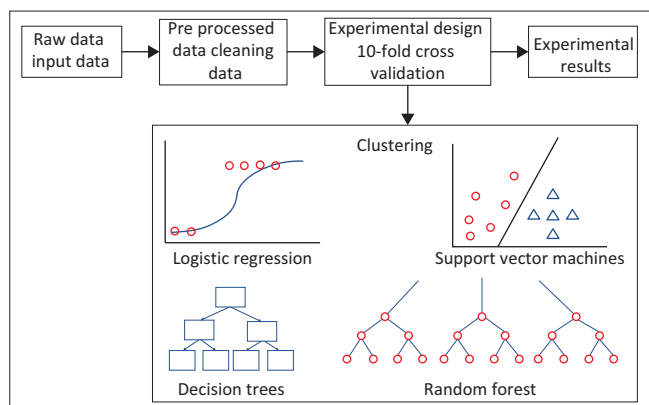 Raw data
input data
Pre processed
data cleaning
data
Experimental design
10-fold cross
validation
Experimental
results
Clustering
Logistic regression
Support vector machines
Decision trees
Random forest